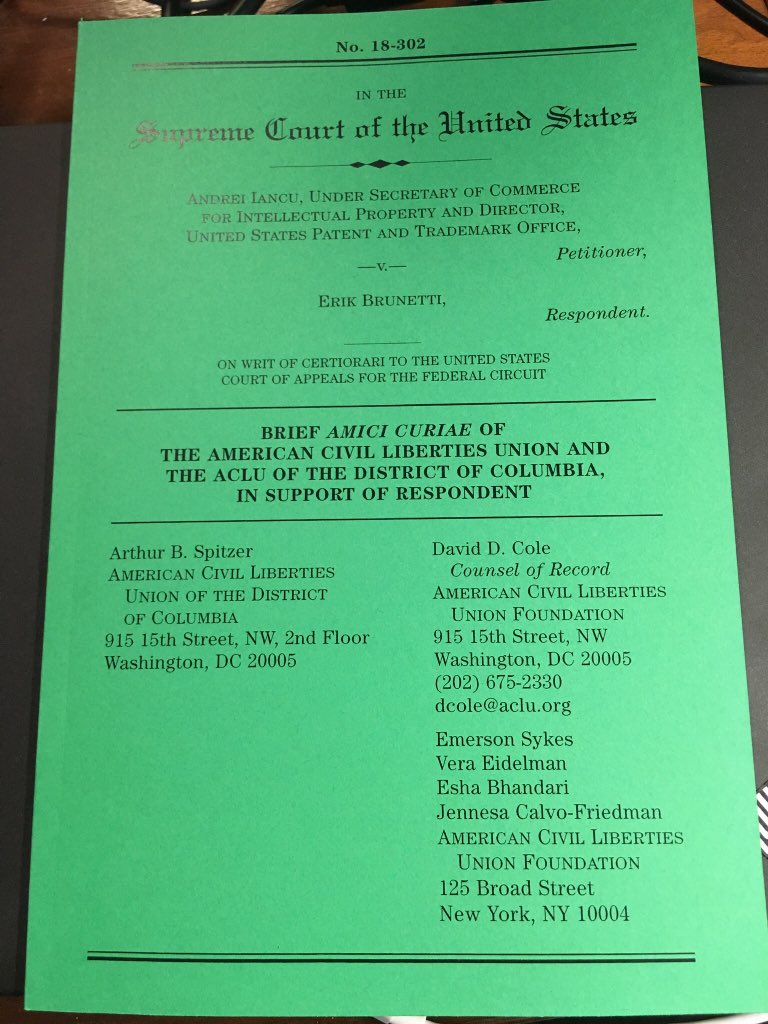 No. 18-302
IN THE
Supreme Court of the United States
ANDREI IANCU, UNDER SECRETARY OF COMMERCE
FOR INTELLECTUAL PROPERTY AND DIRECTOR,
UNITED STATES PATENT AND TRADEMARK OFFICE,
Petitioner,
—v.—
ERIK BRUNETTI,
Respondent.
ON WRIT OF CERTIORARI TO THE UNITED STATES
COURT OF APPEALS FOR THE FEDERAL CIRCUIT
BRIEF AMICI CURIAE OF
THE AMERICAN CIVIL LIBERTIES UNION AND
THE ACLU OF THE DISTRICT OF COLUMBIA,
IN SUPPORT OF RESPONDENT
Arthur B. Spitzer
AMERICAN CIVIL LIBERTIES
UNION OF THE DISTRICT
OF COLUMBIA
915 15th Street, NW, 2nd Floor
Washington, DC 20005
David D. Cole
Counsel of Record
AMERICAN CIVIL LIBERTIES
UNION FOUNDATION
915 15th Street, NW
Washington, DC 20005
(202) 675-2330
dcole@aclu.org
Emerson Sykes
Vera Eidelman
Esha Bhandari
Jennesa Calvo-Friedman
AMERICAN CIVIL LIBERTIES
UNION FOUNDATION
125 Broad Street
New York, NY 10004